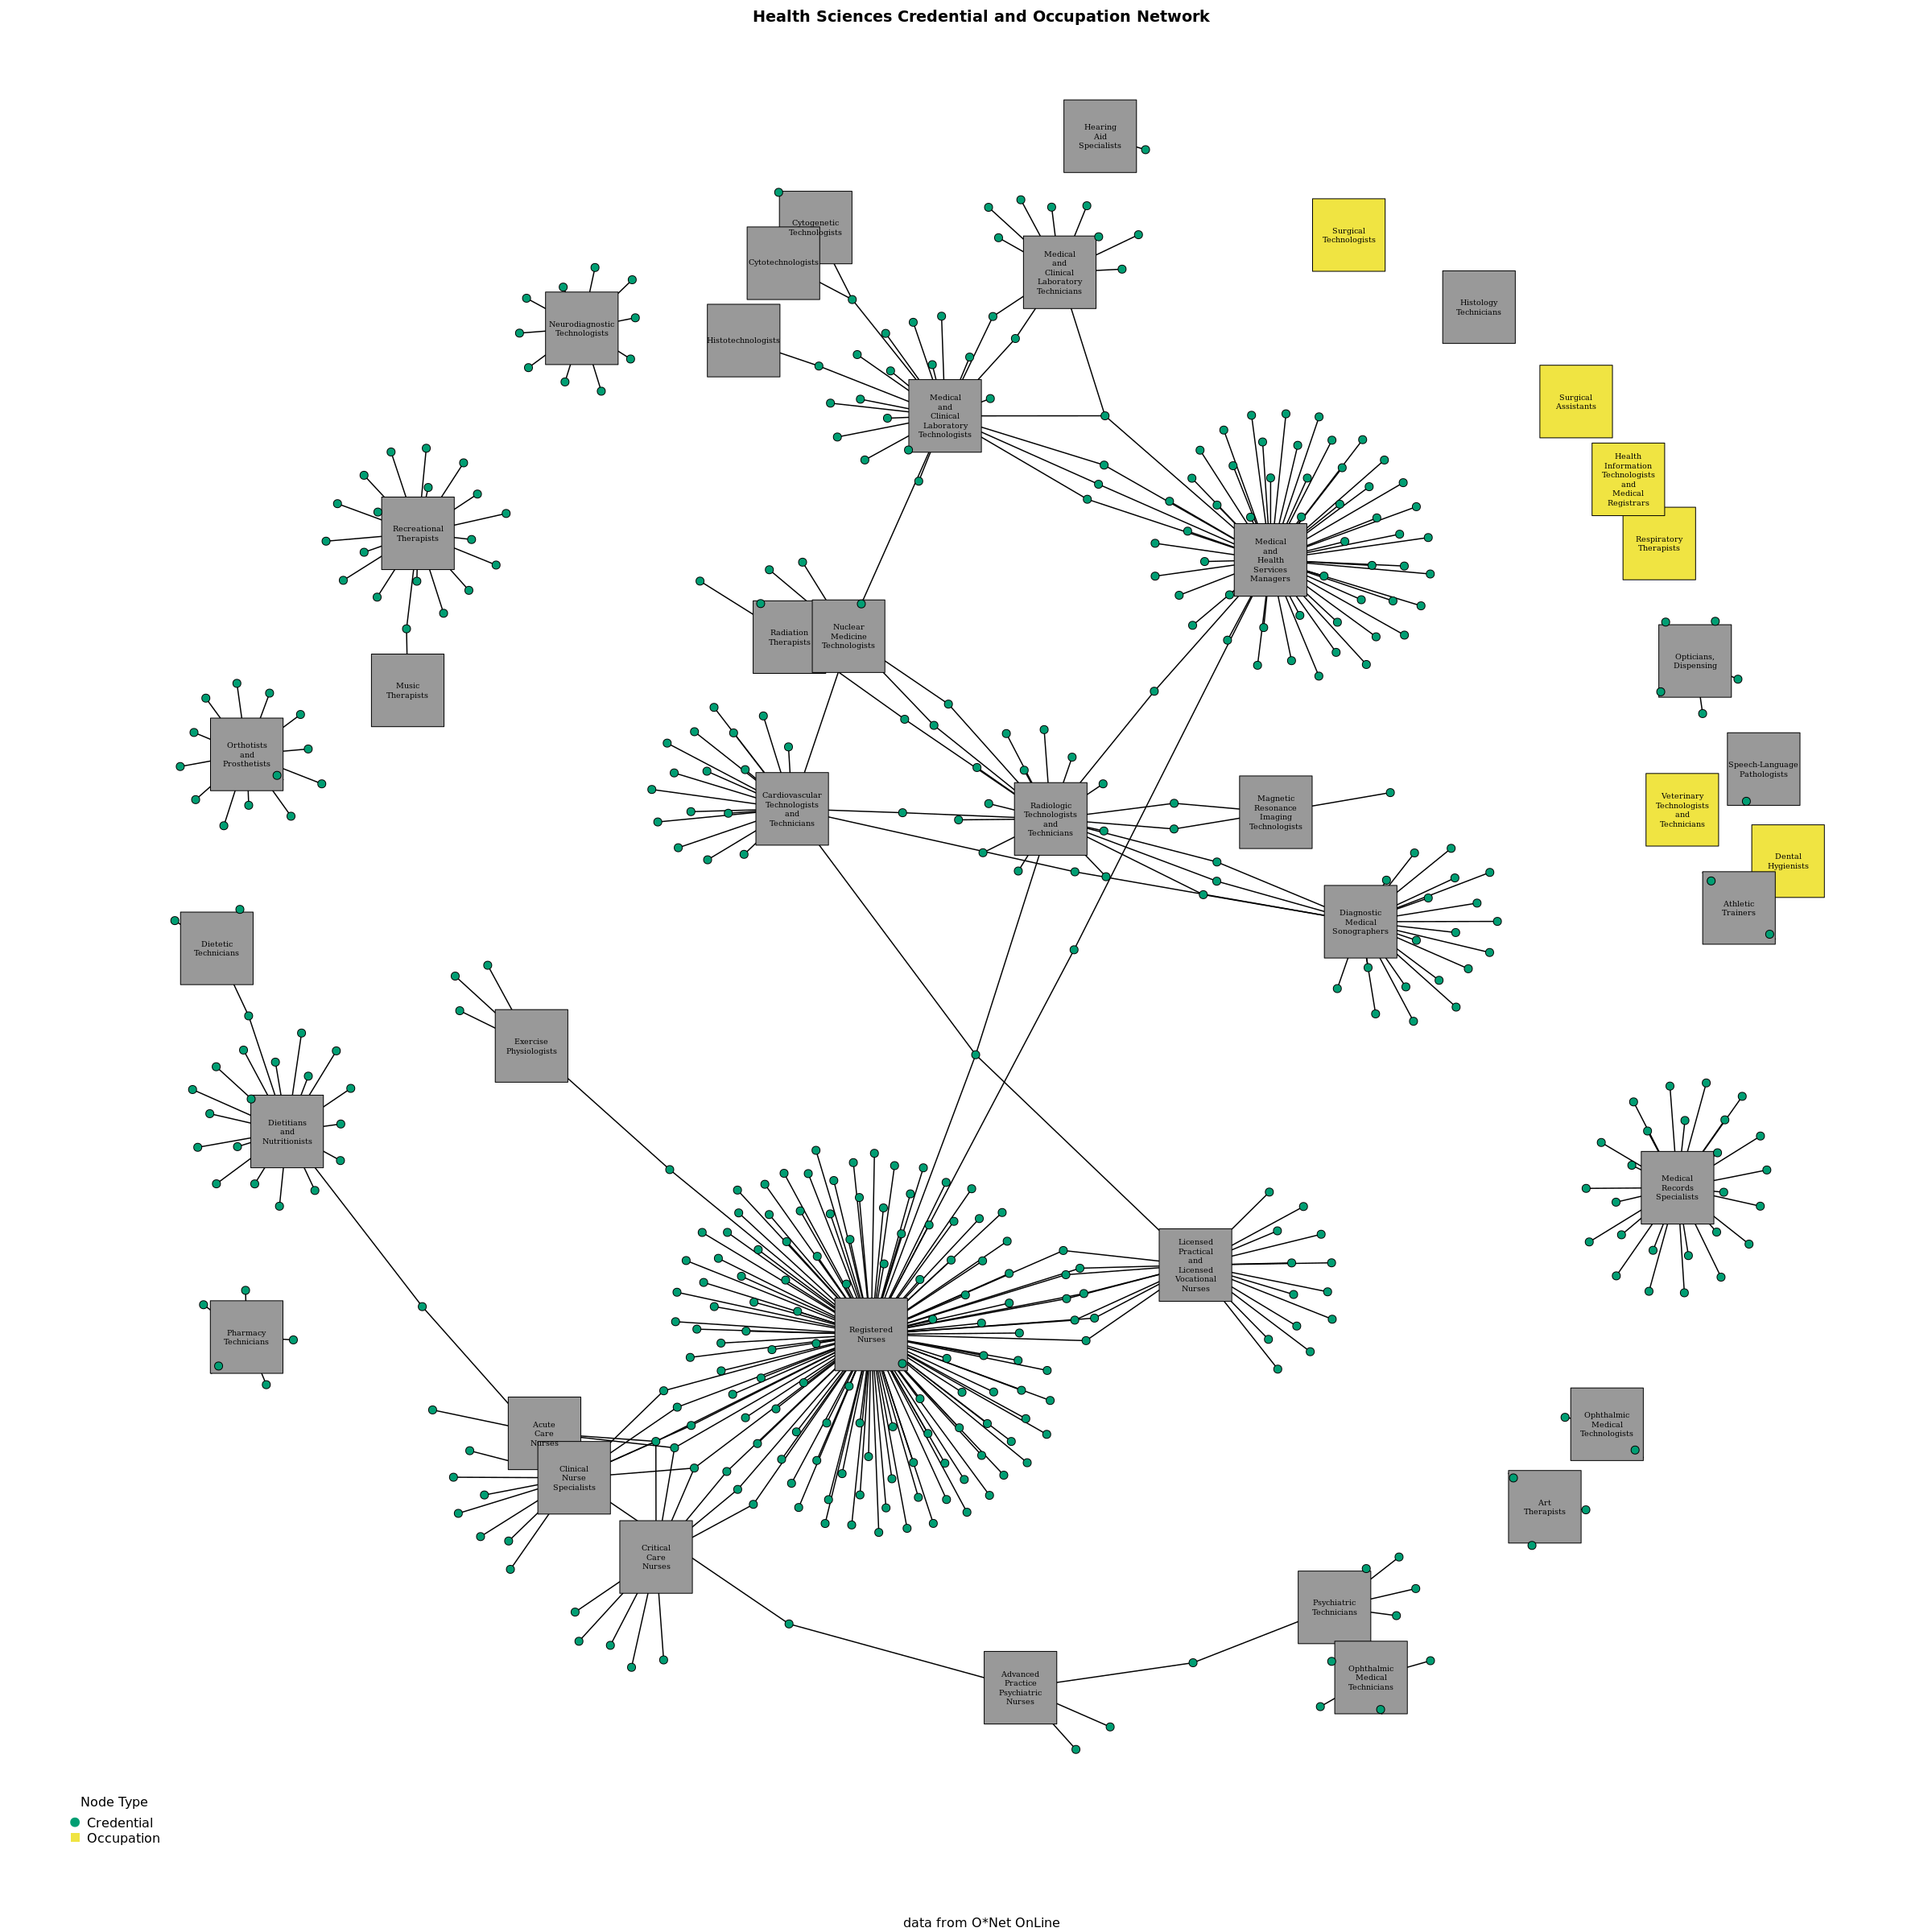 Health Sciences Credential and Occupation Network
Hearing
Aid
Specialists
Cytogenetic
Technologists
Cytotechnologists
Medical
and
Clinical
Laboratory
Technicians
Surgical
Technologists
Histology
Technicians
Neurodiagnostic
Technologists
Histotechnologists
Medical
and
Clinical
Laboratory
Technologists
Surgical
Assistants
Health
Information
Technologists
and
Medical
Registrars
Respiratory
Therapists
Recreational
Therapists
Medical
and
Health
Services
Managers
Radiation
Therapists
Nuclear
Medicine
Technologists
Opticians,
Dispensing
Music
Therapists
Orthotists
and
Prosthetists
Speech-Language
Pathologists
Cardiovascular
Technologists
and
Technicians
Radiologic
Technologists
and
Technicians
Magnetic
Resonance
Imaging
Technologists
Veterinary
Technologists
and
Technicians
Dental
Hygienists
Athletic
Trainers
Diagnostic
Medical
Sonographers
Dietetic
Technicians
Exercise
Physiologists
Dietitians
and
Nutritionists
Medical
Records
Specialists
Licensed
Practical
and
Licensed
Vocational
Nurses
Registered
Nurses
Pharmacy
Technicians
Acute
Care
Nurses
Clinical
Nurse
Specialists
Ophthalmic
Medical
Technologists
Art
Therapists
Critical
Care
Nurses
Psychiatric
Technicians
Ophthalmic
Medical
Technicians
Advanced
Practice
Psychiatric
Nurses
Node Type
Credential
Occupation
data from O*Net OnLine